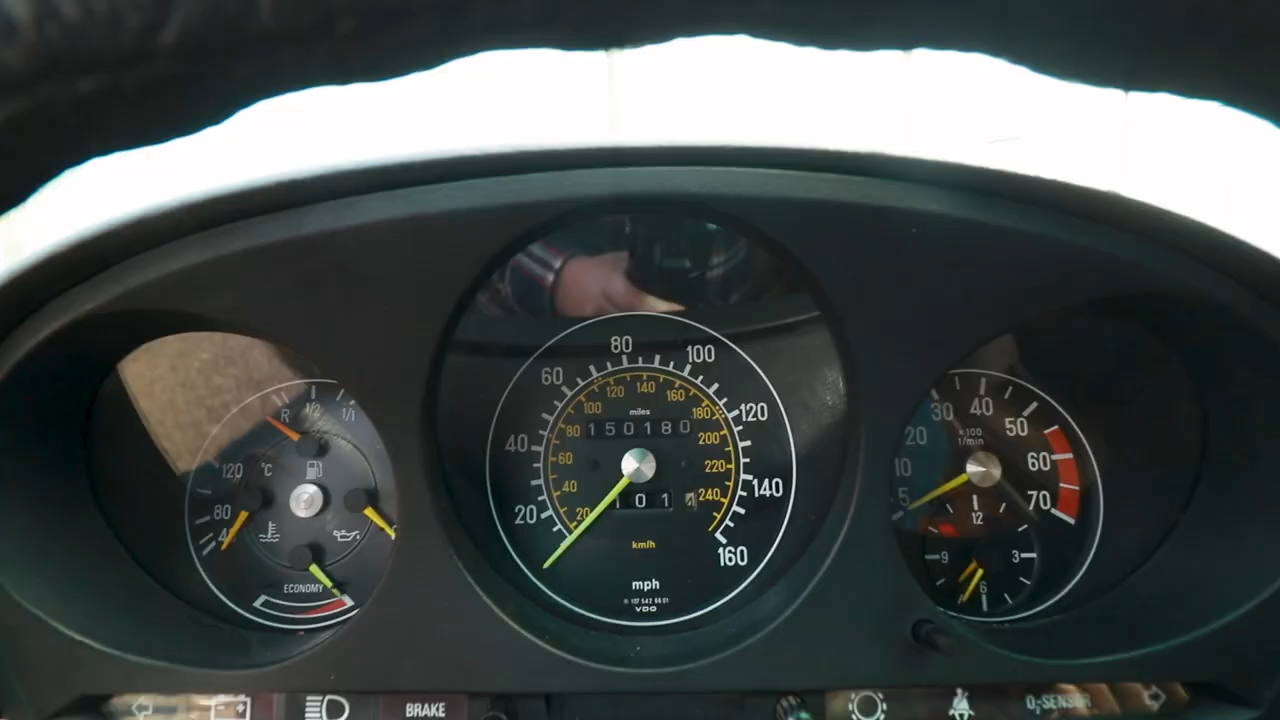 R 1/2 1/1
120 °C
80
40
ECONOMY
20 40 60 80 100 120 140 160
20 40 60 80 100 120 140 160 180 200 220 240
miles
150180
01
km/h
mph
VDO
5 10 20 30 40 50 60 70
x100
1/min
12
9 3
6
BRAKE
O₂-SENSOR